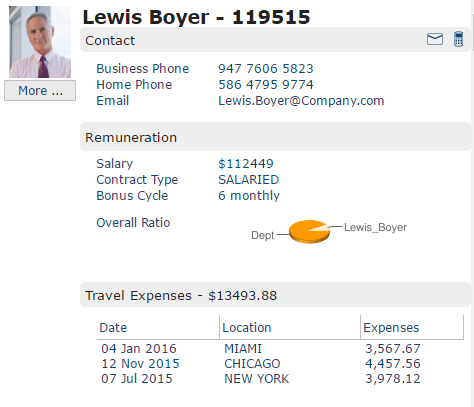 Lewis Boyer - 119515
Contact
More ...
Business Phone 947 7606 5823
Home Phone 586 4795 9774
Email Lewis.Boyer@Company.com
Remuneration
Salary $112449
Contract Type SALARIED
Bonus Cycle 6 monthly
Overall Ratio
Dept Lewis_Boyer
Travel Expenses - $13493.88
Date Location Expenses
04 Jan 2016 MIAMI 3,567.67
12 Nov 2015 CHICAGO 4,457.56
07 Jul 2015 NEW YORK 3,978.12